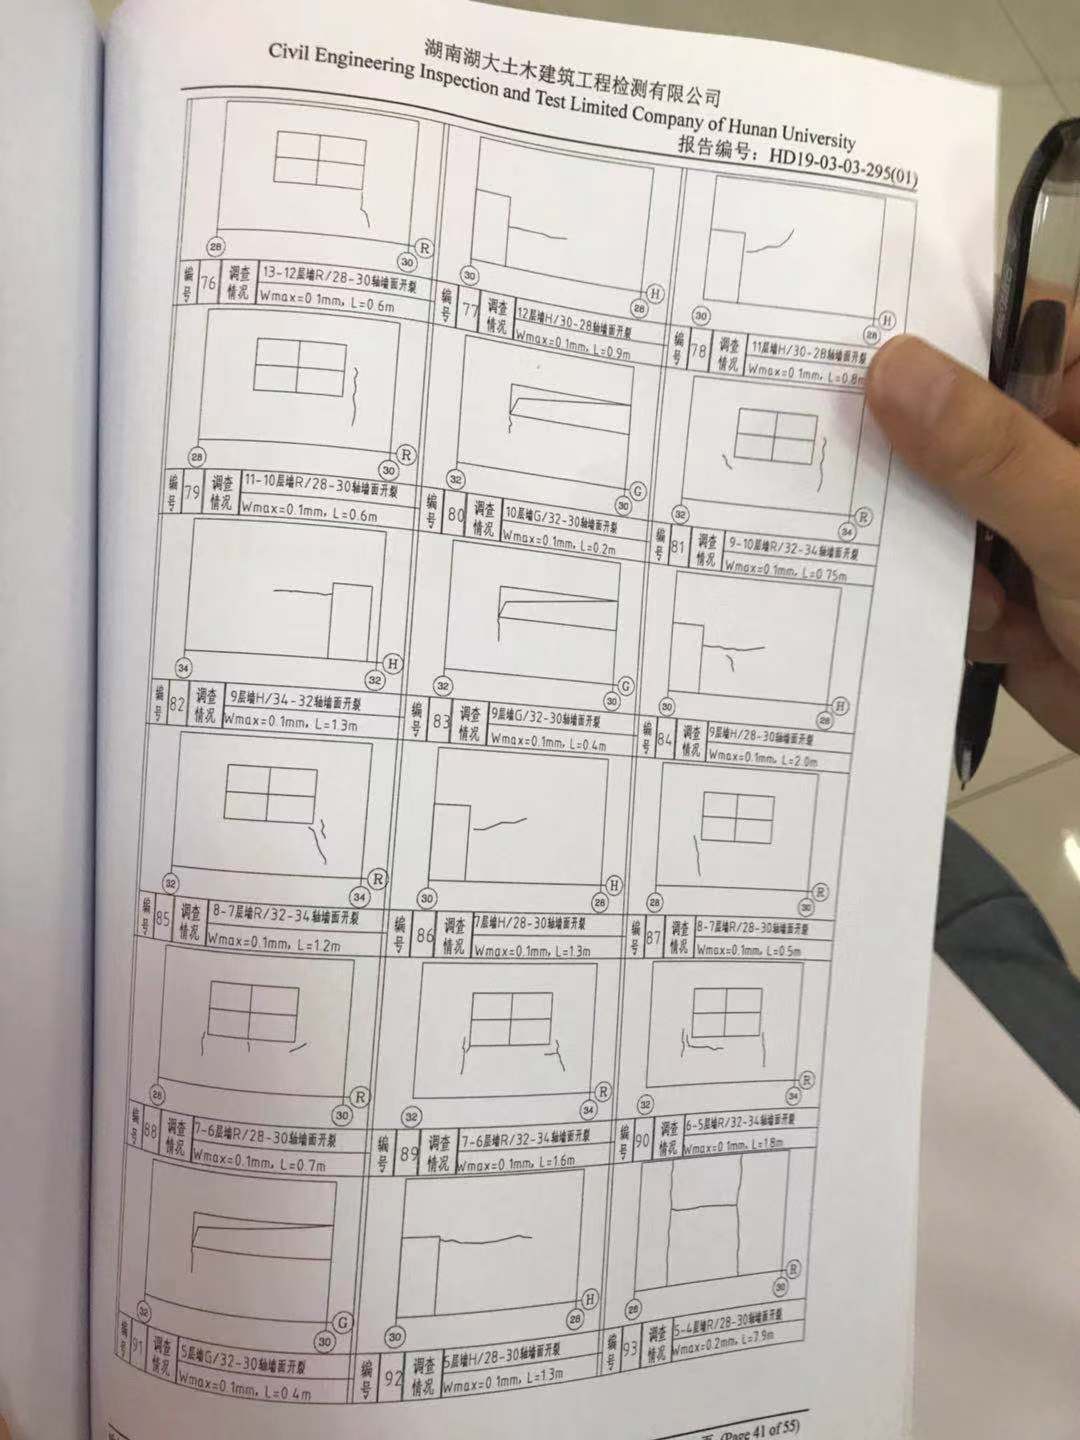 湖南湖大土木建筑工程检测有限公司
Civil Engineering Inspection and Test Limited Company of Hunan University
报告编号：HD19-03-03-295(01)
28 30 R
编号 76 调查情况 13-12层墙R/28-30轴墙面开裂
Wmax=0 1mm, L=0.6m
30 28 H
编号 77 调查情况 12层墙H/30-28轴墙面开裂
Wmax=0.1mm, L=0.9m
30 28 H
编号 78 调查情况 11层墙H/30-28轴墙面开裂
Wmax=0.1mm, L=0.8m
28 30 R
编号 79 调查情况 11-10层墙R/28-30轴墙面开裂
Wmax=0.1mm, L=0.6m
32 30 G
编号 80 调查情况 10层墙G/32-30轴墙面开裂
Wmax=0.1mm, L=0.2m
32 34 R
编号 81 调查情况 9-10层墙R/32-34轴墙面开裂
Wmax=0.1mm, L=0 75m
34 32 H
编号 82 调查情况 9层墙H/34-32轴墙面开裂
Wmax=0.1mm, L=1.3m
32 30 G
编号 83 调查情况 9层墙G/32-30轴墙面开裂
Wmax=0.1mm, L=0.4m
30 28 H
编号 84 调查情况 9层墙H/28-30轴墙面开裂
Wmax=0.1mm, L=2.0m
32 34 R
编号 85 调查情况 8-7层墙R/32-34轴墙面开裂
Wmax=0.1mm, L=1.2m
30 28 H
编号 86 调查情况 7层墙H/28-30轴墙面开裂
Wmax=0.1mm, L=1.3m
28 30 R
编号 87 调查情况 8-7层墙R/28-30轴墙面开裂
Wmax=0.1mm, L=0.5m
28 30 R
编号 88 调查情况 7-6层墙R/28-30轴墙面开裂
Wmax=0.1mm, L=0.7m
32 34 R
编号 89 调查情况 7-6层墙R/32-34轴墙面开裂
Wmax=0.1mm, L=1.6m
32 34 R
编号 90 调查情况 6-5层墙R/32-34轴墙面开裂
Wmax=0.1mm, L=1.8m
32 30 G
编号 91 调查情况 5层墙G/32-30轴墙面开裂
Wmax=0.1mm, L=0 4m
30 28 H
编号 92 调查情况 5层墙H/28-30轴墙面开裂
Wmax=0.1mm, L=1.3m
28 30 R
编号 93 调查情况 5-4层墙R/28-30轴墙面开裂
Wmax=0.2mm, L=7.9m
页 (Page 41 of 55)